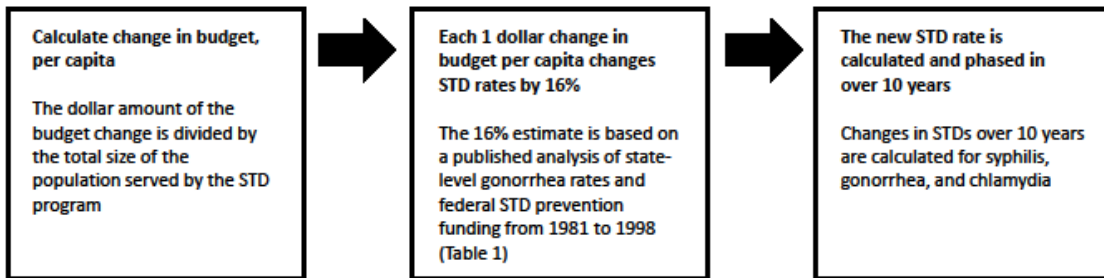 Calculate change in budget,
per capita
The dollar amount of the
budget change is divided by
the total size of the
population served by the STD
program
Each 1 dollar change in
budget per capita changes
STD rates by 16%
The 16% estimate is based on
a published analysis of state-
level gonorrhea rates and
federal STD prevention
funding from 1981 to 1998
(Table 1)
The new STD rate is
calculated and phased in
over 10 years
Changes in STDs over 10 years
are calculated for syphilis,
gonorrhea, and chlamydia